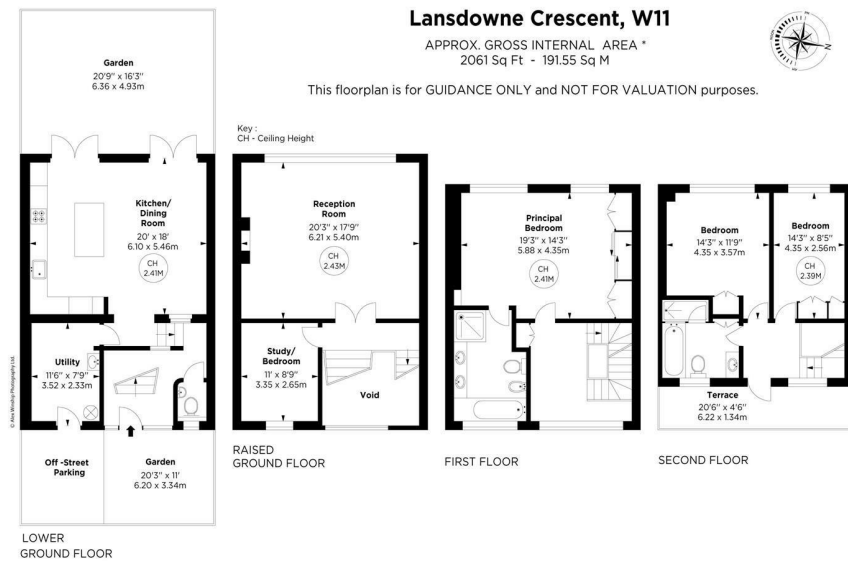 Lansdowne Crescent, W11
APPROX. GROSS INTERNAL AREA *
2061 Sq Ft - 191.55 Sq M
This floorplan is for GUIDANCE ONLY and NOT FOR VALUATION purposes.
N
Key :
CH - Ceiling Height
Garden
20'9" x 16'3"
6.36 x 4.93m
Kitchen/
Dining
Room
20' x 18'
6.10 x 5.46m
CH
2.41M
Utility
11'6" x 7'9"
3.52 x 2.33m
Off -Street
Parking
Garden
20'3" x 11'
6.20 x 3.34m
LOWER
GROUND FLOOR
Reception
Room
20'3" x 17'9"
6.21 x 5.40m
CH
2.43M
Study/
Bedroom
11' x 8'9"
3.35 x 2.65m
Void
RAISED
GROUND FLOOR
Principal
Bedroom
19'3" x 14'3"
5.88 x 4.35m
CH
2.41M
FIRST FLOOR
Bedroom
14'3" x 11'9"
4.35 x 3.57m
Bedroom
14'3" x 8'5"
4.35 x 2.56m
CH
2.39M
Terrace
20'6" x 4'6"
6.22 x 1.34m
SECOND FLOOR
© Alex Winship Photography Ltd.